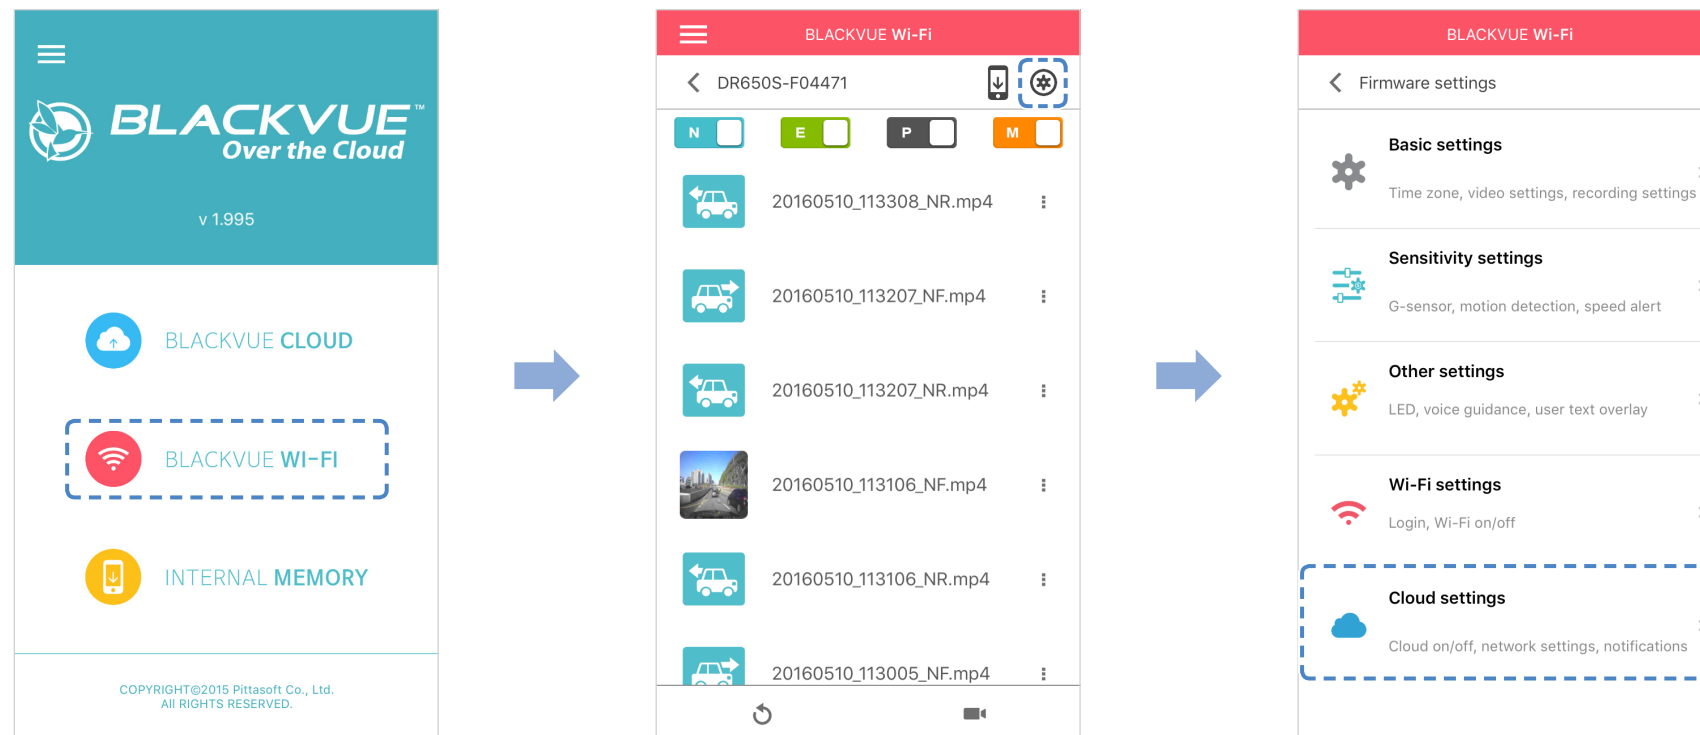 BLACKVUE™
Over the Cloud
v 1.995
BLACKVUE CLOUD
BLACKVUE WI-FI
INTERNAL MEMORY
COPYRIGHT©2015 Pittasoft Co., Ltd.
All RIGHTS RESERVED.
BLACKVUE Wi-Fi
DR650S-F04471
N E P M
20160510_113308_NR.mp4
20160510_113207_NF.mp4
20160510_113207_NR.mp4
20160510_113106_NF.mp4
20160510_113106_NR.mp4
20160510_113005_NF.mp4
BLACKVUE Wi-Fi
Firmware settings
Basic settings
Time zone, video settings, recording settings
Sensitivity settings
G-sensor, motion detection, speed alert
Other settings
LED, voice guidance, user text overlay
Wi-Fi settings
Login, Wi-Fi on/off
Cloud settings
Cloud on/off, network settings, notifications